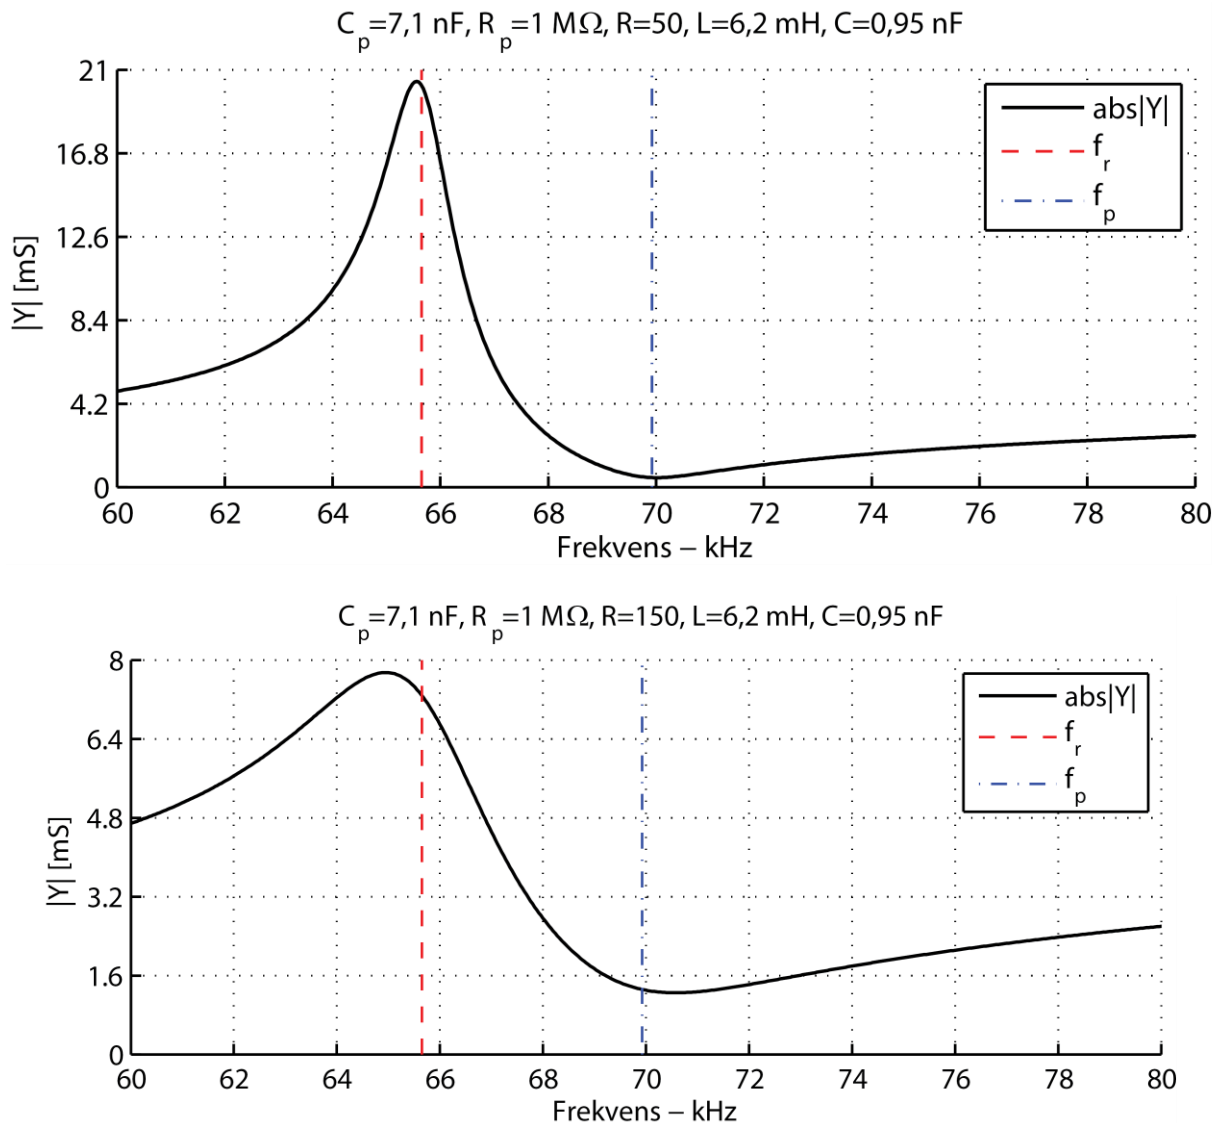 Cp=7,1 nF, Rp=1 MΩ, R=50, L=6,2 mH, C=0,95 nF
21
16.8
12.6
8.4
4.2
0
|Y| [mS]
abs|Y|
fr
fp
60 62 64 66 68 70 72 74 76 78 80
Frekvens – kHz
Cp=7,1 nF, Rp=1 MΩ, R=150, L=6,2 mH, C=0,95 nF
8
6.4
4.8
3.2
1.6
0
|Y| [mS]
abs|Y|
fr
fp
60 62 64 66 68 70 72 74 76 78 80
Frekvens – kHz